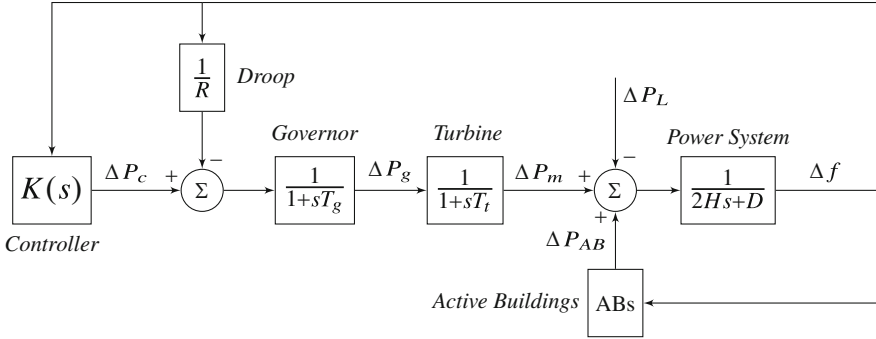 1
R
Droop
ΔP_L
Governor
Turbine
Power System
K(s)
ΔP_c
+
−
Σ
1
1+sT_g
ΔP_g
1
1+sT_t
ΔP_m
+
−
Σ
+
1
2Hs+D
Δf
Controller
ΔP_AB
Active Buildings
ABs